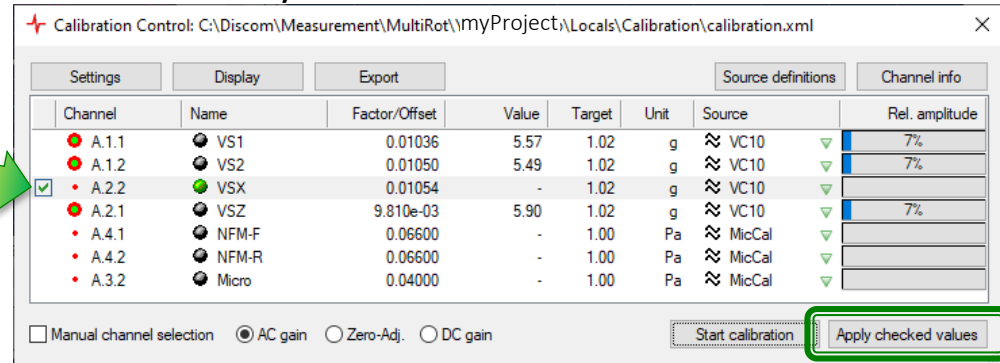 Calibration Control: C:\Discom\Measurement\MultiRot\myProject\Locals\Calibration\calibration.xml
Settings Display Export Source definitions Channel info
Channel Name Factor/Offset Value Target Unit Source Rel. amplitude
A.1.1 VS1 0.01036 5.57 1.02 g VC10 7%
A.1.2 VS2 0.01050 5.49 1.02 g VC10 7%
A.2.2 VSX 0.01054 - 1.02 g VC10
A.2.1 VSZ 9.810e-03 5.90 1.02 g VC10 7%
A.4.1 NFM-F 0.06600 - 1.00 Pa MicCal
A.4.2 NFM-R 0.06600 - 1.00 Pa MicCal
A.3.2 Micro 0.04000 - 1.00 Pa MicCal
Manual channel selection AC gain Zero-Adj. DC gain Start calibration Apply checked values